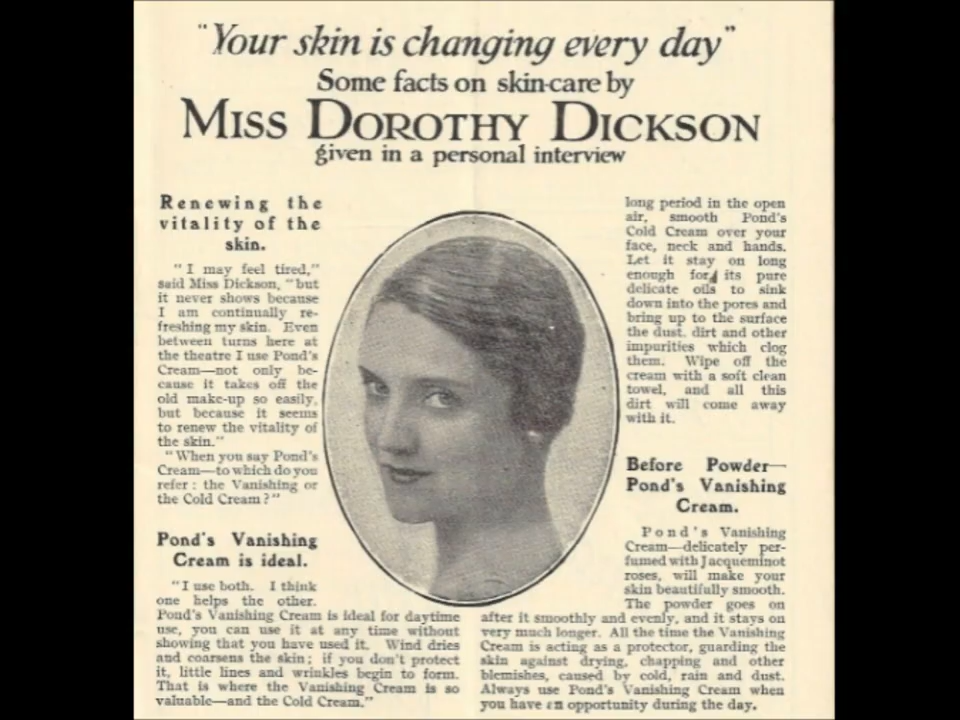 "Your skin is changing every day"
Some facts on skin-care by
MISS DOROTHY DICKSON
given in a personal interview
Renewing the
vitality of the
skin.
"I may feel tired,"
said Miss Dickson, "but
it never shows because
I am continually re-
freshing my skin. Even
between turns here at
the theatre I use Pond's
Cream—not only be-
cause it takes off the
old make-up so easily,
but because it seems
to renew the vitality of
the skin."
"When you say Pond's
Cream—to which do you
refer: the Vanishing or
the Cold Cream?"
Pond's Vanishing
Cream is ideal.
"I use both. I think
one helps the other.
Pond's Vanishing Cream is ideal for daytime
use, you can use it at any time without
showing that you have used it. Wind dries
and coarsens the skin; if you don't protect
it, little lines and wrinkles begin to form.
That is where the Vanishing Cream is so
valuable—and the Cold Cream."
long period in the open
air, smooth Pond's
Cold Cream over your
face, neck and hands.
Let it stay on long
enough for its pure
delicate oils to sink
down into the pores and
bring up to the surface
the dust, dirt and other
impurities which clog
them. Wipe off the
cream with a soft clean
towel, and all this
dirt will come away
with it.
Before Powder—
Pond's Vanishing
Cream.
Pond's Vanishing
Cream—delicately per-
fumed with Jacqueminot
roses, will make your
skin beautifully smooth.
The powder goes on
after it smoothly and evenly, and it stays on
very much longer. All the time the Vanishing
Cream is acting as a protector, guarding the
skin against drying, chapping and other
blemishes, caused by cold, rain and dust.
Always use Pond's Vanishing Cream when
you have an opportunity during the day.